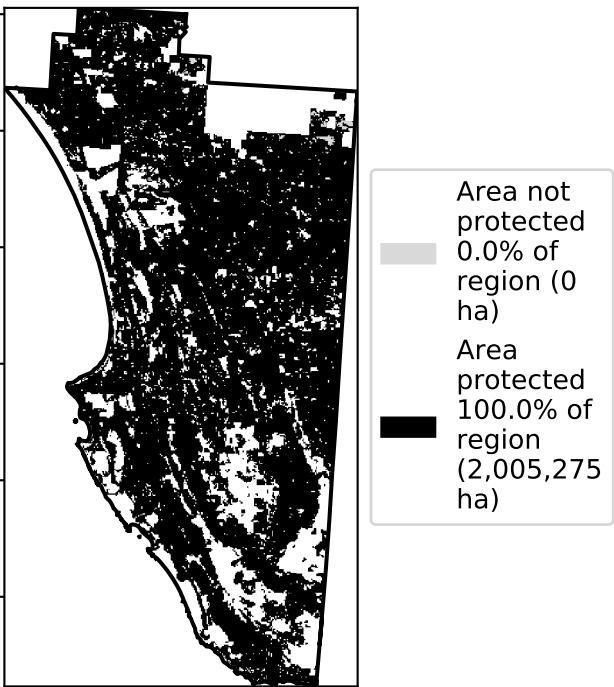 Area not
protected
0.0% of
region (0
ha)
Area
protected
100.0% of
region
(2,005,275
ha)